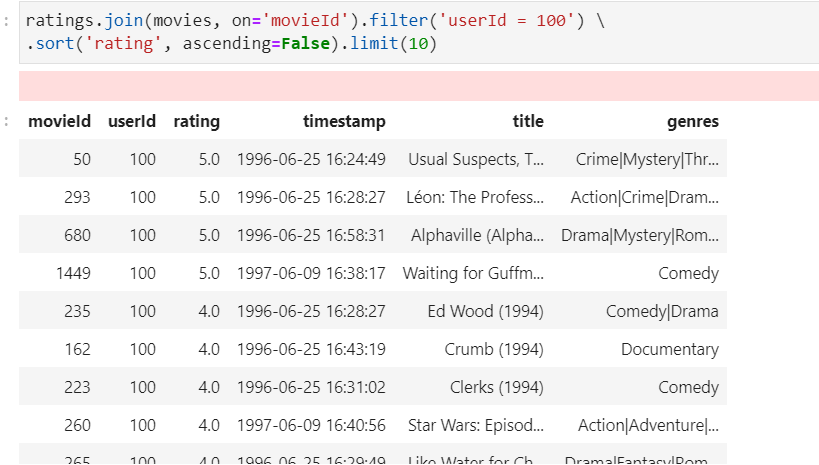 ratings.join(movies, on='movieId').filter('userId = 100') \
.sort('rating', ascending=False).limit(10)
movieId userId rating timestamp title genres
50 100 5.0 1996-06-25 16:24:49 Usual Suspects, T... Crime|Mystery|Thr...
293 100 5.0 1996-06-25 16:28:27 Léon: The Profess... Action|Crime|Dram...
680 100 5.0 1996-06-25 16:58:31 Alphaville (Alpha... Drama|Mystery|Rom...
1449 100 5.0 1997-06-09 16:38:17 Waiting for Guffm... Comedy
235 100 4.0 1996-06-25 16:28:27 Ed Wood (1994) Comedy|Drama
162 100 4.0 1996-06-25 16:43:19 Crumb (1994) Documentary
223 100 4.0 1996-06-25 16:31:02 Clerks (1994) Comedy
260 100 4.0 1997-06-09 16:40:56 Star Wars: Episod... Action|Adventure|...
265 100 4.0 1996-06-25 16:29:49 Like Water for Ch... Drama|Fantasy|Rom...